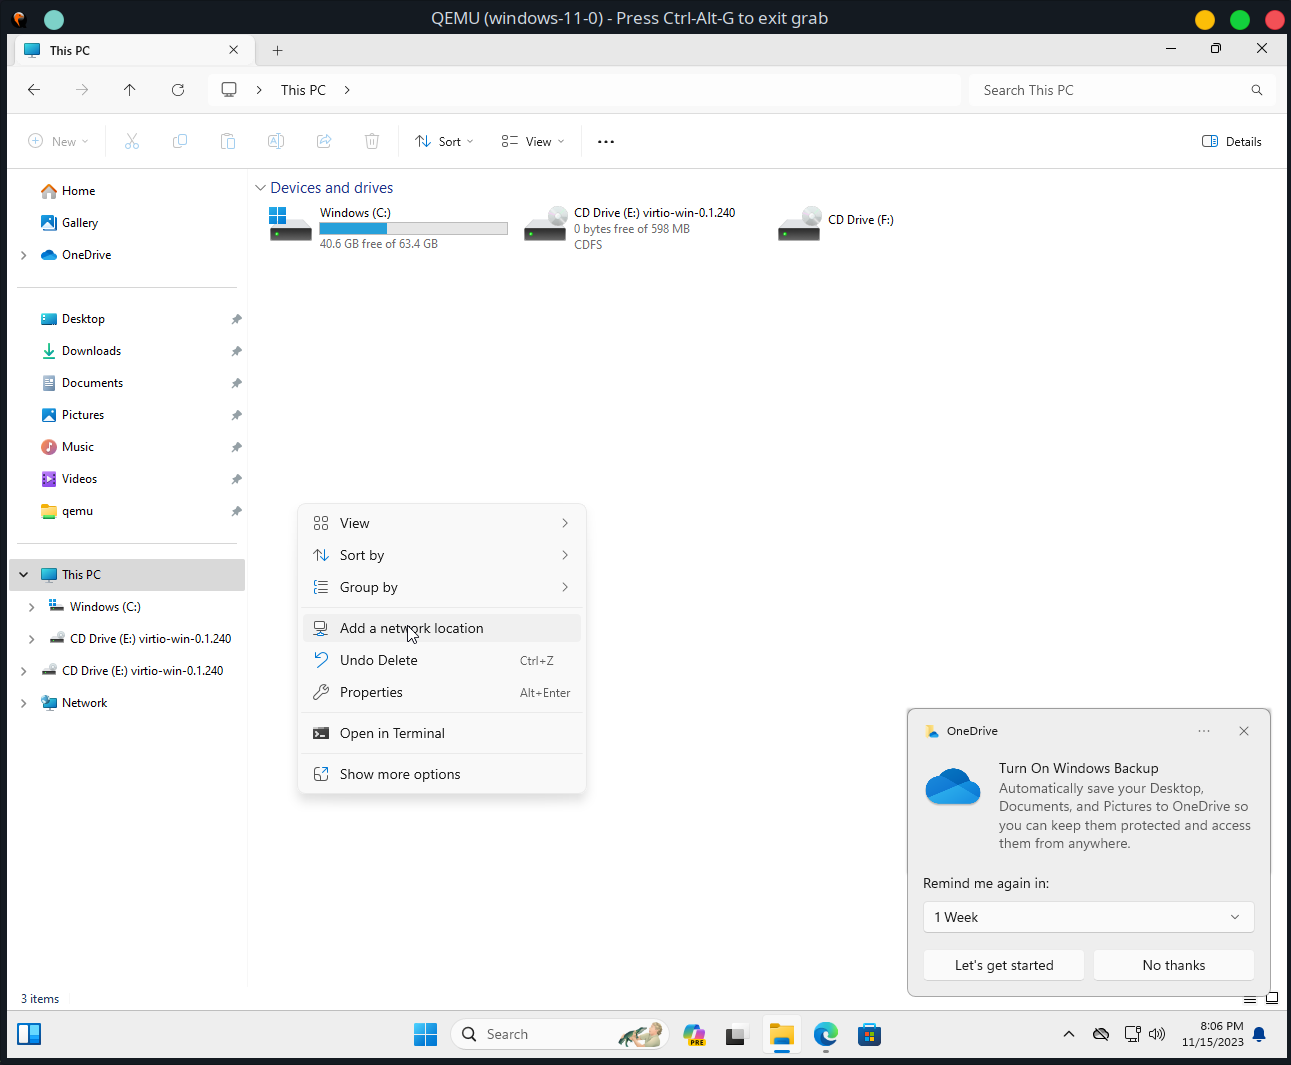 QEMU (windows-11-0) - Press Ctrl-Alt-G to exit grab
This PC
This PC
Search This PC
New
Sort
View
Details
Home
Gallery
OneDrive
Desktop
Downloads
Documents
Pictures
Music
Videos
qemu
This PC
Windows (C:)
CD Drive (E:) virtio-win-0.1.240
CD Drive (E:) virtio-win-0.1.240
Network
Devices and drives
Windows (C:)
40.6 GB free of 63.4 GB
CD Drive (E:) virtio-win-0.1.240
0 bytes free of 598 MB
CDFS
CD Drive (F:)
View
Sort by
Group by
Add a network location
Undo Delete Ctrl+Z
Properties Alt+Enter
Open in Terminal
Show more options
OneDrive
Turn On Windows Backup
Automatically save your Desktop,
Documents, and Pictures to OneDrive so
you can keep them protected and access
them from anywhere.
Remind me again in:
1 Week
Let's get started
No thanks
3 items
Search
PRE
8:06 PM
11/15/2023